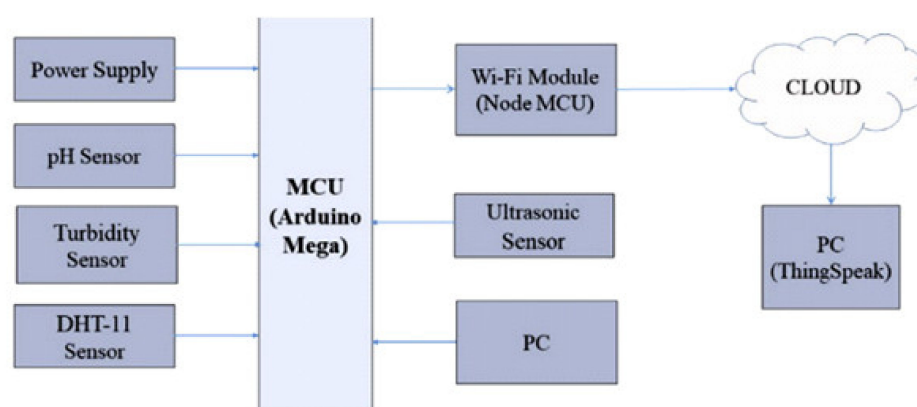 Power Supply
pH Sensor
Turbidity
Sensor
DHT-11
Sensor
MCU
(Arduino
Mega)
Wi-Fi Module
(Node MCU)
Ultrasonic
Sensor
PC
CLOUD
PC
(ThingSpeak)